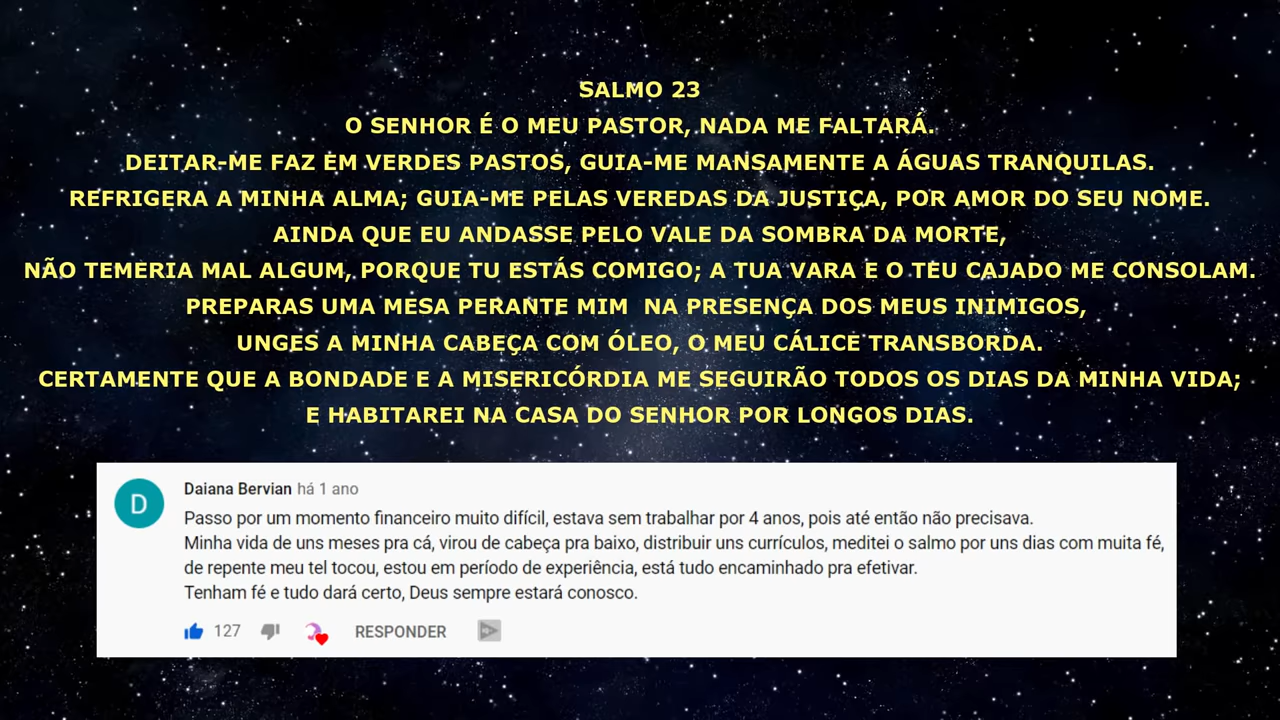 SALMO 23
O SENHOR É O MEU PASTOR, NADA ME FALTARÁ.
DEITAR-ME FAZ EM VERDES PASTOS, GUIA-ME MANSAMENTE A ÁGUAS TRANQUILAS.
REFRIGERA A MINHA ALMA; GUIA-ME PELAS VEREDAS DA JUSTIÇA, POR AMOR DO SEU NOME.
AINDA QUE EU ANDASSE PELO VALE DA SOMBRA DA MORTE,
NÃO TEMERIA MAL ALGUM, PORQUE TU ESTÁS COMIGO; A TUA VARA E O TEU CAJADO ME CONSOLAM.
PREPARAS UMA MESA PERANTE MIM  NA PRESENÇA DOS MEUS INIMIGOS,
UNGES A MINHA CABEÇA COM ÓLEO, O MEU CÁLICE TRANSBORDA.
CERTAMENTE QUE A BONDADE E A MISERICÓRDIA ME SEGUIRÃO TODOS OS DIAS DA MINHA VIDA;
E HABITAREI NA CASA DO SENHOR POR LONGOS DIAS.
D
Daiana Bervian há 1 ano
Passo por um momento financeiro muito difícil, estava sem trabalhar por 4 anos, pois até então não precisava.
Minha vida de uns meses pra cá, virou de cabeça pra baixo, distribuir uns currículos, meditei o salmo por uns dias com muita fé,
de repente meu tel tocou, estou em período de experiência, está tudo encaminhado pra efetivar.
Tenham fé e tudo dará certo, Deus sempre estará conosco.
127 RESPONDER